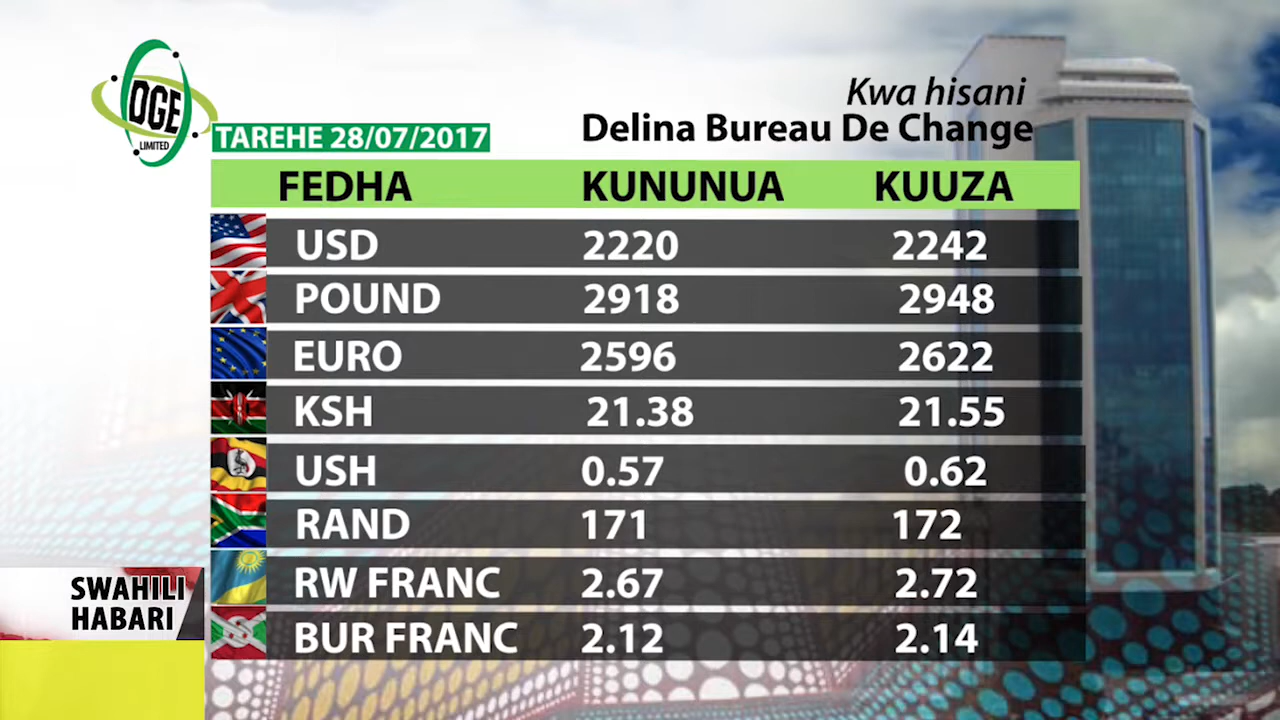 DGE
LIMITED
Kwa hisani
Delina Bureau De Change
TAREHE 28/07/2017
FEDHA KUNUNUA KUUZA
USD 2220 2242
POUND 2918 2948
EURO 2596 2622
KSH 21.38 21.55
USH 0.57 0.62
RAND 171 172
RW FRANC 2.67 2.72
BUR FRANC 2.12 2.14
SWAHILI
HABARI